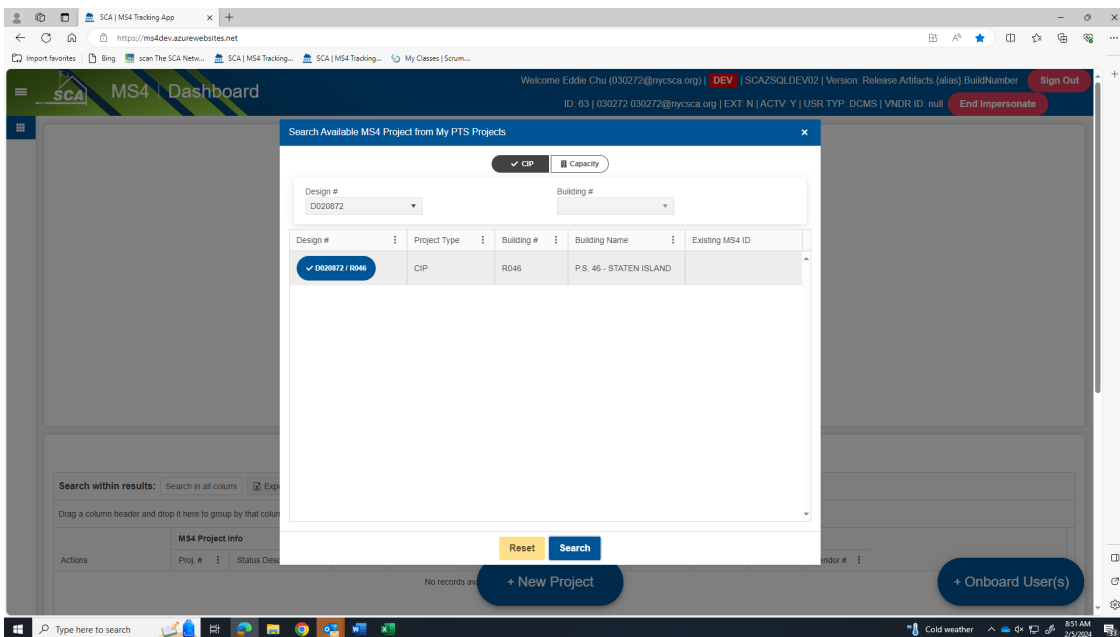 SCA | MS4 Tracking App
https://ms4dev.azurewebsites.net
Import favorites Bing scan The SCA Netw... SCA | MS4 Tracking... SCA | MS4 Tracking... My Classes | Scrum...
SCA MS4 | Dashboard
Welcome Eddie Chu (030272@nycsca.org) | DEV | SCAZSQLDEV02 | Version: Release.Artifacts.{alias}.BuildNumber Sign Out
ID: 63 | 030272 030272@nycsca.org | EXT: N | ACTV: Y | USR TYP: DCMS | VNDR ID: null End Impersonate
Search Available MS4 Project from My PTS Projects
CIP Capacity
Design # Building #
D020872
Design # Project Type Building # Building Name Existing MS4 ID
D020872 / R046 CIP R046 P.S. 46 - STATEN ISLAND
Search within results: Search in all colum
Drag a column header and drop it here to group by that colum
Reset Search
MS4 Project Info
Actions Proj. # Status Desc
No records av
+ New Project
+ Onboard User(s)
Type here to search
Cold weather
8:51 AM
2/5/2024